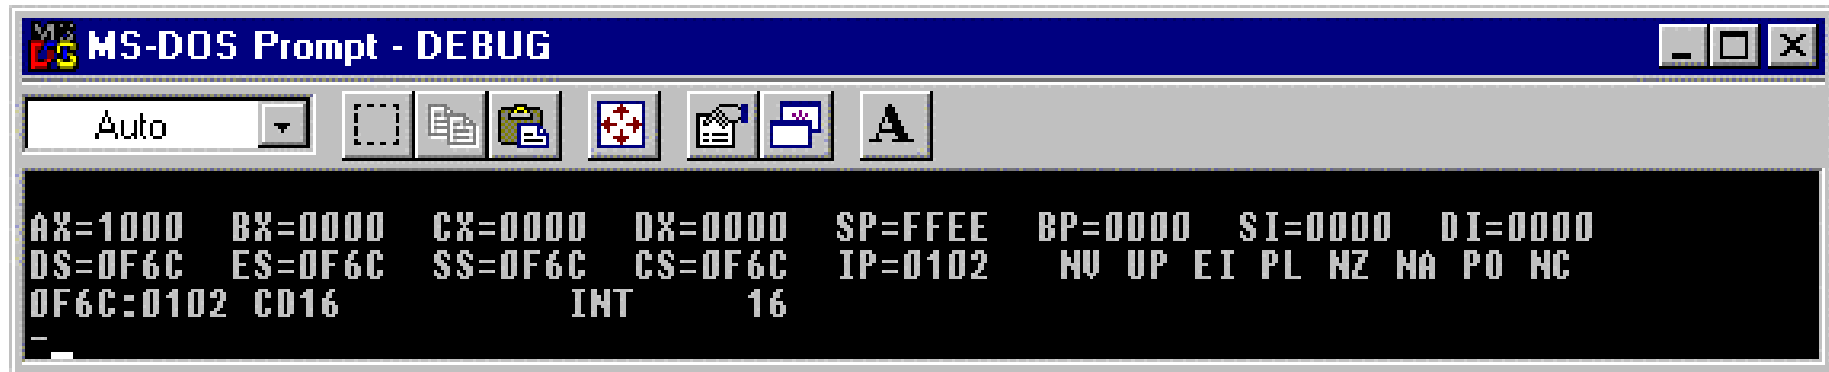 MS-DOS Prompt - DEBUG
Auto
A
AX=1000 BX=0000 CX=0000 DX=0000 SP=FFEE BP=0000 SI=0000 DI=0000
DS=0F6C ES=0F6C SS=0F6C CS=0F6C IP=0102 NV UP EI PL NZ NA PO NC
0F6C:0102 CD16 INT 16
-_